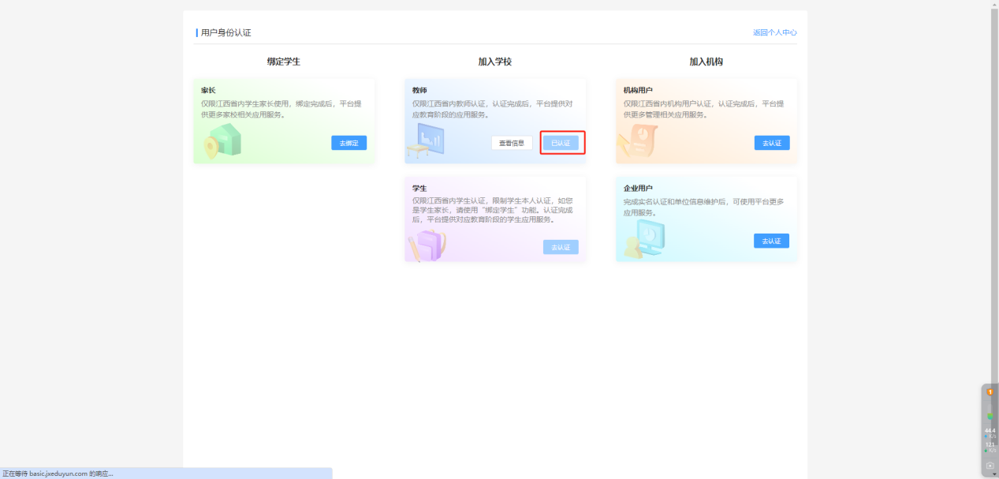 用户身份认证
返回个人中心
绑定学生
加入学校
加入机构
家长
仅限江西省内学生家长使用，绑定完成后，平台提
供更多家校相关应用服务。
去绑定
教师
仅限江西省内教师认证，认证完成后，平台提供对
应教育阶段的应用服务。
查看信息
已认证
机构用户
仅限江西省内机构用户认证，认证完成后，平台提
供更多管理相关应用服务。
去认证
学生
仅限江西省内学生认证，限制学生本人认证，如您
是学生家长，请使用“绑定学生”功能。认证完成
后，平台提供对应教育阶段的学生应用服务。
去认证
企业用户
完成实名认证和单位信息维护后，可使用平台更多
应用服务。
去认证
1
44.4
K/s
121
K/s
正在等待 basic.jxeduyun.com 的响应...